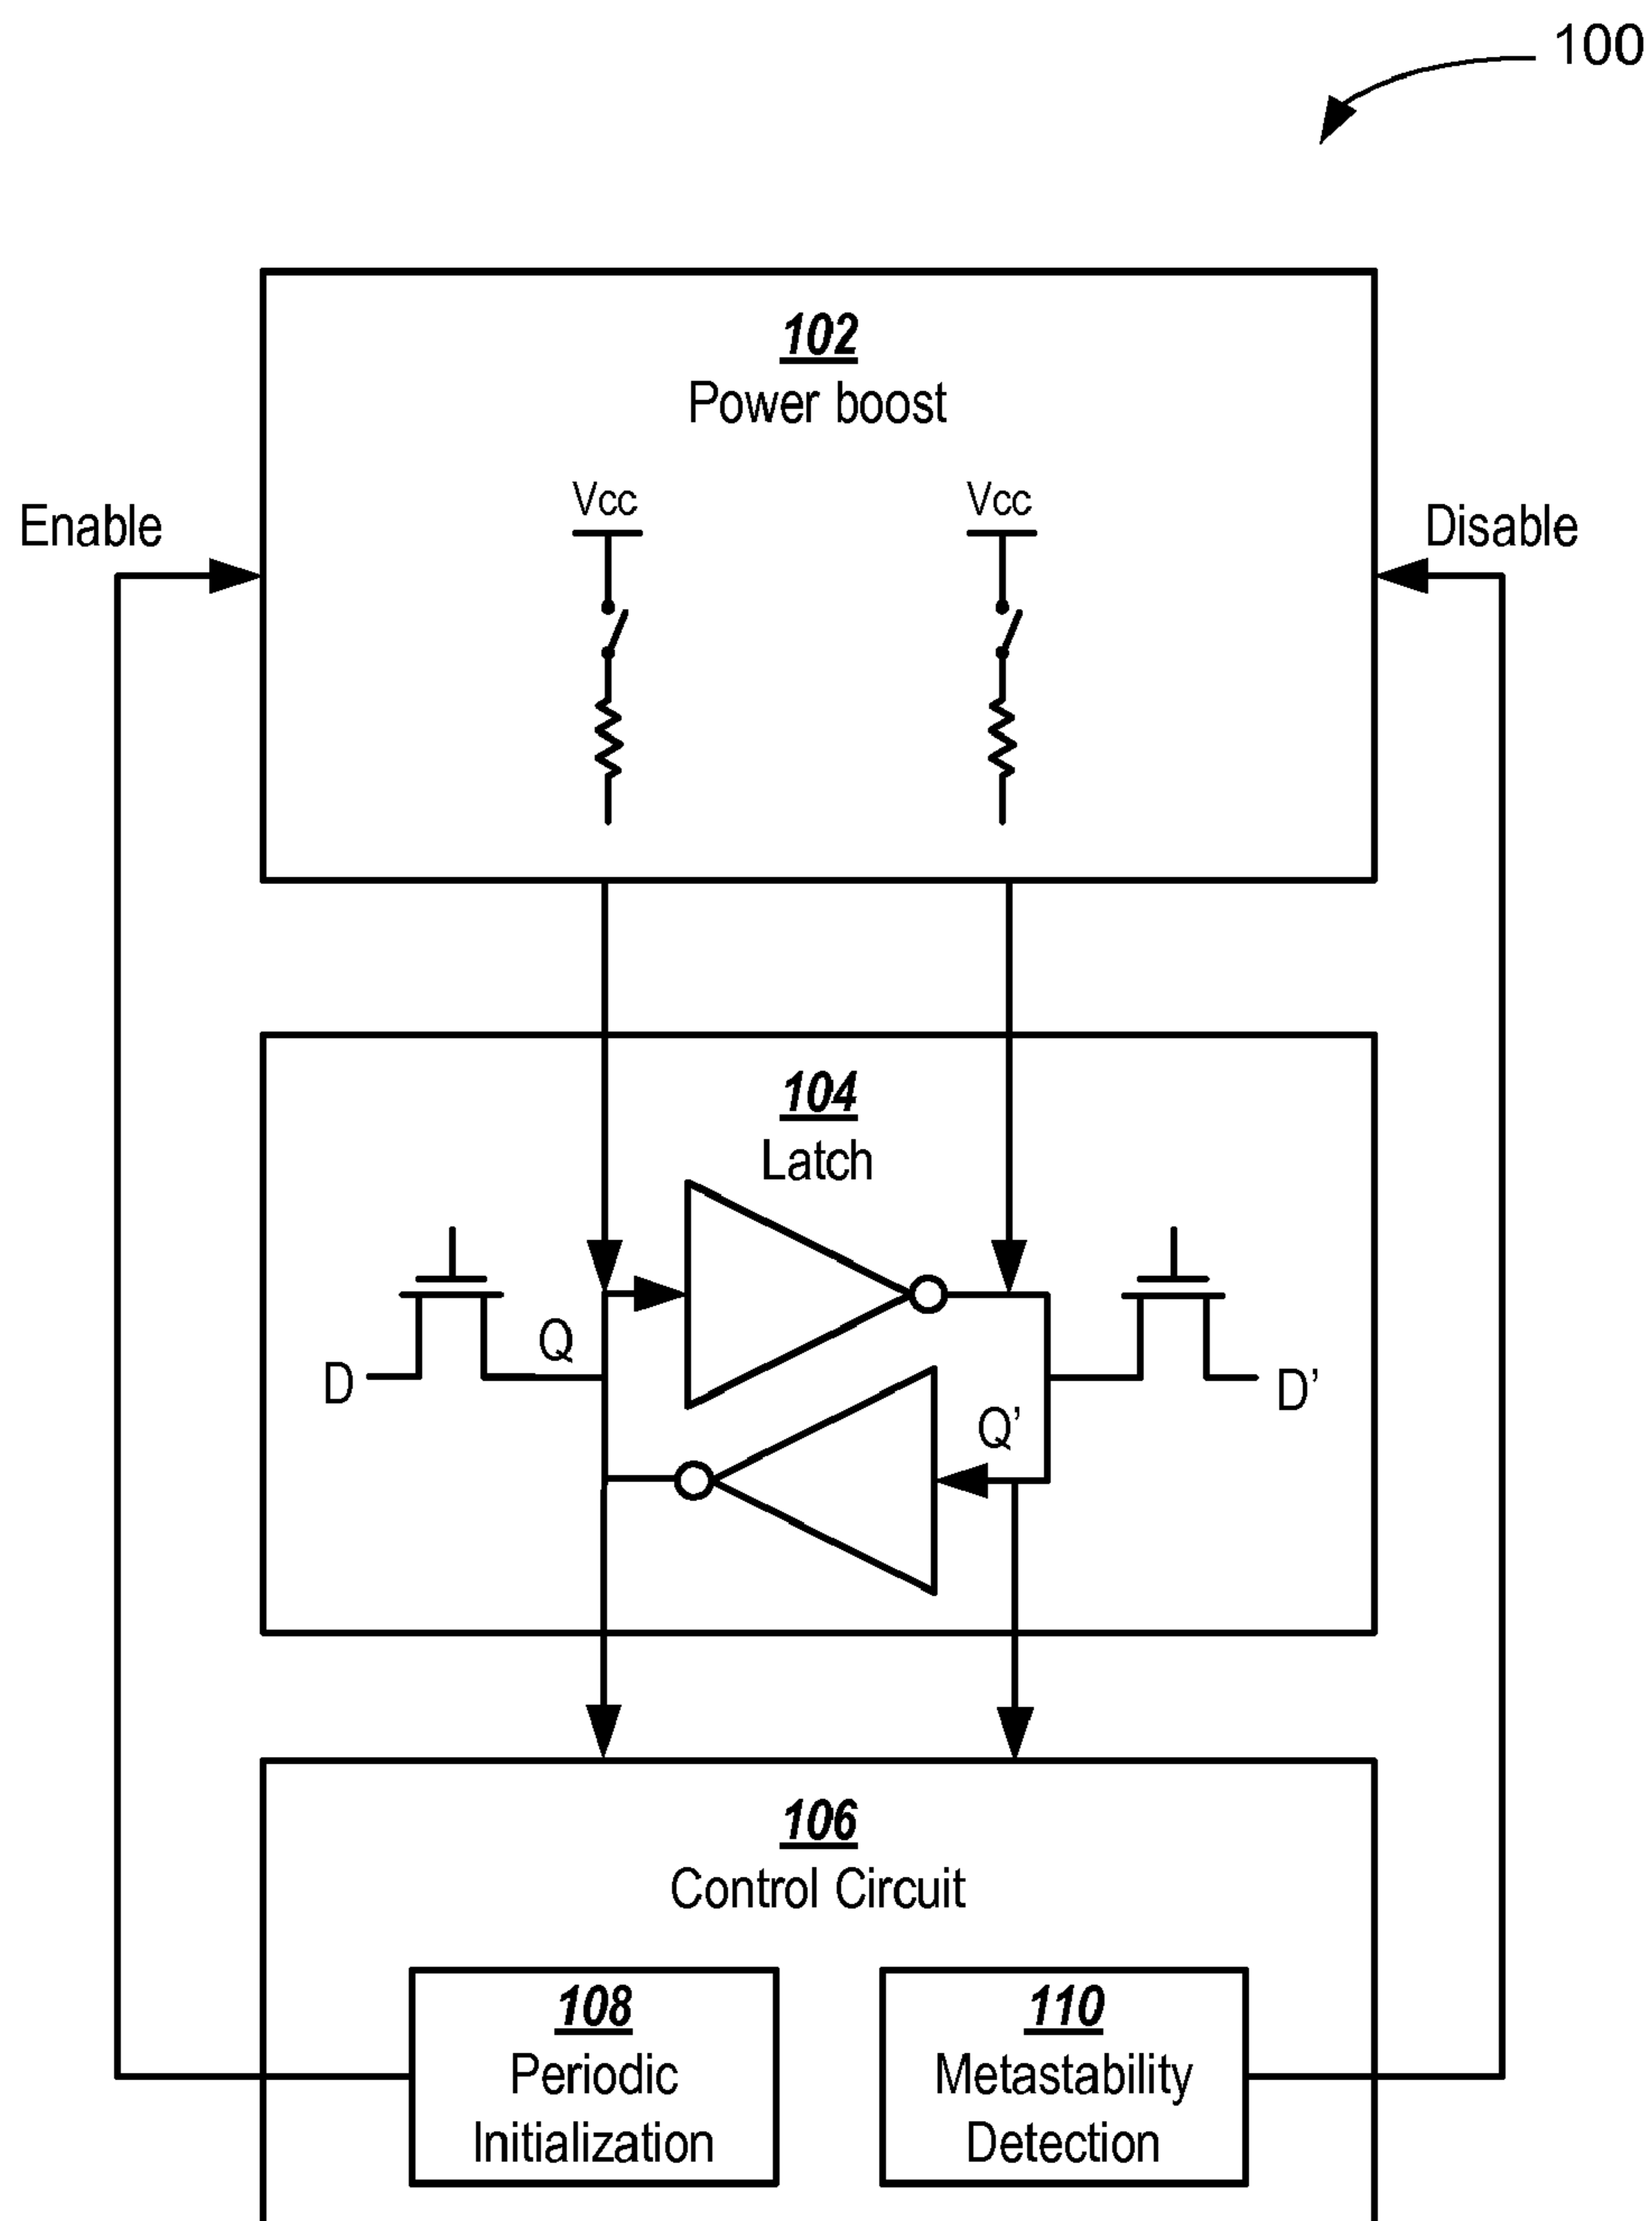 100
102
Power boost
Vcc Vcc
Enable Disable
104
Latch
Q
D D’
Q’
106
Control Circuit
108 110
Periodic Metastability
Initialization Detection